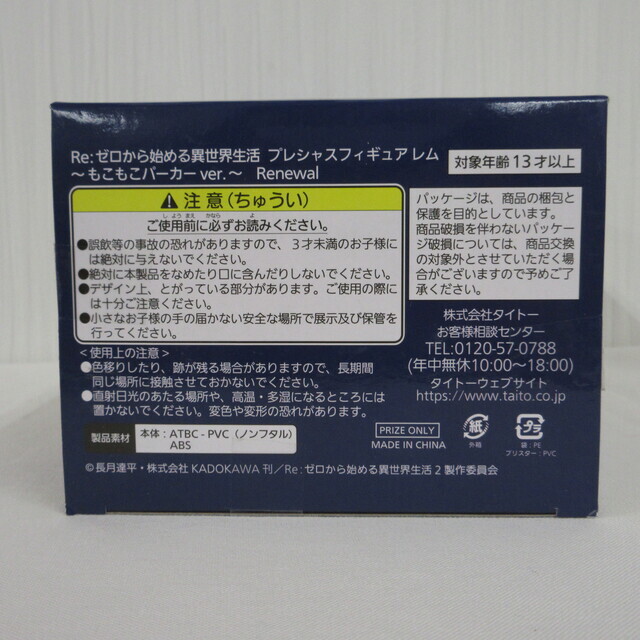 Re:ゼロから始める異世界生活 プレシャスフィギュア レム
～もこもこパーカー ver.～ Renewal
対象年齢13才以上
⚠注意(ちゅうい)
しようまえ かなら よ
ご使用前に必ずお読みください。
●誤飲等の事故の恐れがありますので、3才未満のお子様に
は絶対に与えないでください。
●絶対に本製品をなめたり口に含んだりしないでください。
●デザイン上、とがっている部分があります。ご使用の際に
は十分ご注意ください。
●小さなお子様の手の届かない安全な場所で展示及び保管を
行ってください。
<使用上の注意>
●色移りしたり、跡が残る場合がありますので、長期間
同じ場所に接触させておかないでください。
●直射日光のあたる場所や、高温・多湿になるところには
置かないでください。変色や変形の恐れがあります。
パッケージは、商品の梱包と
保護を目的としています。
商品破損を伴わないパッケー
ジ破損については、商品交換
の対象外とさせていただく場
合がございますので予めご了
承ください。
株式会社タイトー
お客様相談センター
TEL:0120-57-0788
(年中無休10:00～18:00)
タイトーウェブサイト
https://www.taito.co.jp
製品素材
本体:ATBC-PVC(ノンフタル)
ABS
PRIZE ONLY
MADE IN CHINA
紙
外箱
プラ
袋:PE
ブリスター:PVC
©長月達平・株式会社KADOKAWA刊/Re:ゼロから始める異世界生活2製作委員会